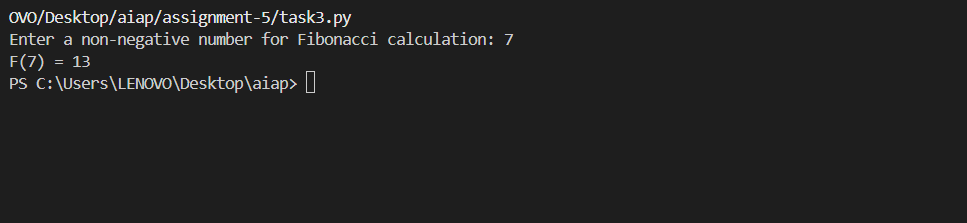 OVO/Desktop/aiap/assignment-5/task3.py
Enter a non-negative number for Fibonacci calculation: 7
F(7) = 13
PS C:\Users\LENOVO\Desktop\aiap>